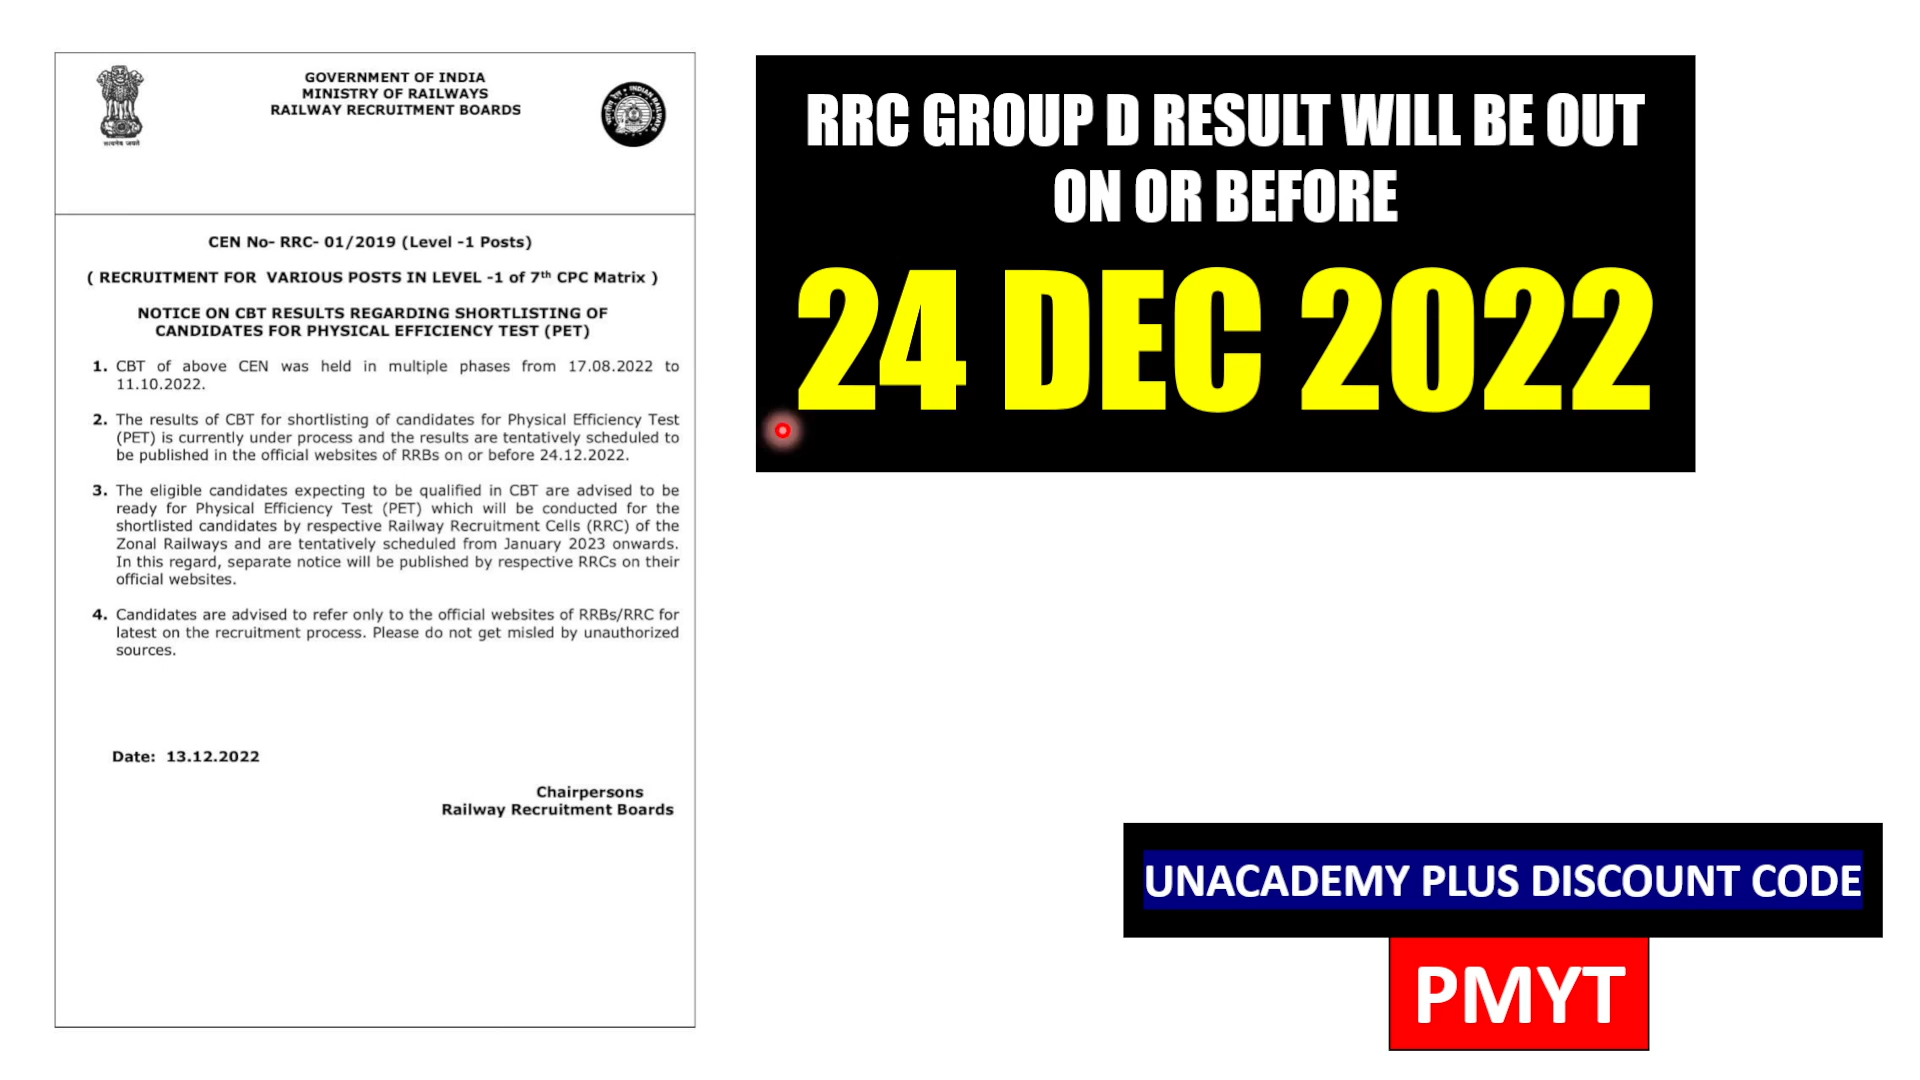 GOVERNMENT OF INDIA
MINISTRY OF RAILWAYS
RAILWAY RECRUITMENT BOARDS
सत्यमेव जयते
CEN No- RRC- 01/2019 (Level -1 Posts)
( RECRUITMENT FOR VARIOUS POSTS IN LEVEL -1 of 7th CPC Matrix )
NOTICE ON CBT RESULTS REGARDING SHORTLISTING OF
CANDIDATES FOR PHYSICAL EFFICIENCY TEST (PET)
1. CBT of above CEN was held in multiple phases from 17.08.2022 to
11.10.2022.
2. The results of CBT for shortlisting of candidates for Physical Efficiency Test
(PET) is currently under process and the results are tentatively scheduled to
be published in the official websites of RRBs on or before 24.12.2022.
3. The eligible candidates expecting to be qualified in CBT are advised to be
ready for Physical Efficiency Test (PET) which will be conducted for the
shortlisted candidates by respective Railway Recruitment Cells (RRC) of the
Zonal Railways and are tentatively scheduled from January 2023 onwards.
In this regard, separate notice will be published by respective RRCs on their
official websites.
4. Candidates are advised to refer only to the official websites of RRBs/RRC for
latest on the recruitment process. Please do not get misled by unauthorized
sources.
Date: 13.12.2022
Chairpersons
Railway Recruitment Boards
RRC GROUP D RESULT WILL BE OUT
ON OR BEFORE
24 DEC 2022
UNACADEMY PLUS DISCOUNT CODE
PMYT